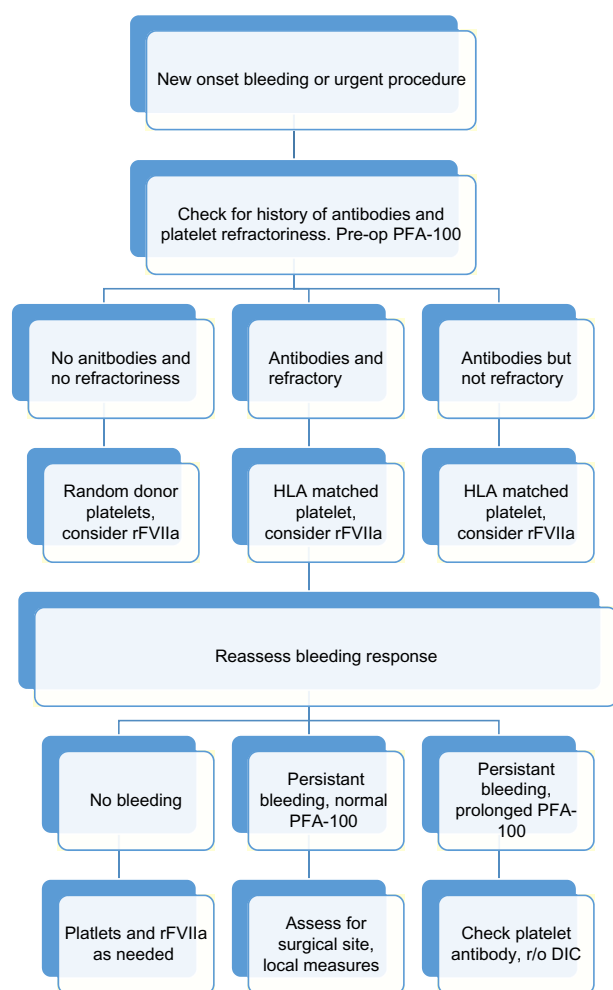 New onset bleeding or urgent procedure
Check for history of antibodies and
platelet refractoriness. Pre-op PFA-100
No anitbodies and
no refractoriness
Antibodies and
refractory
Antibodies but
not refractory
Random donor
platelets,
consider rFVIIa
HLA matched
platelet,
consider rFVIIa
HLA matched
platelet,
consider rFVIIa
Reassess bleeding response
No bleeding
Persistant
bleeding, normal
PFA-100
Persistant
bleeding,
prolonged PFA-
100
Platlets and rFVIIa
as needed
Assess for
surgical site,
local measures
Check platelet
antibody, r/o DIC